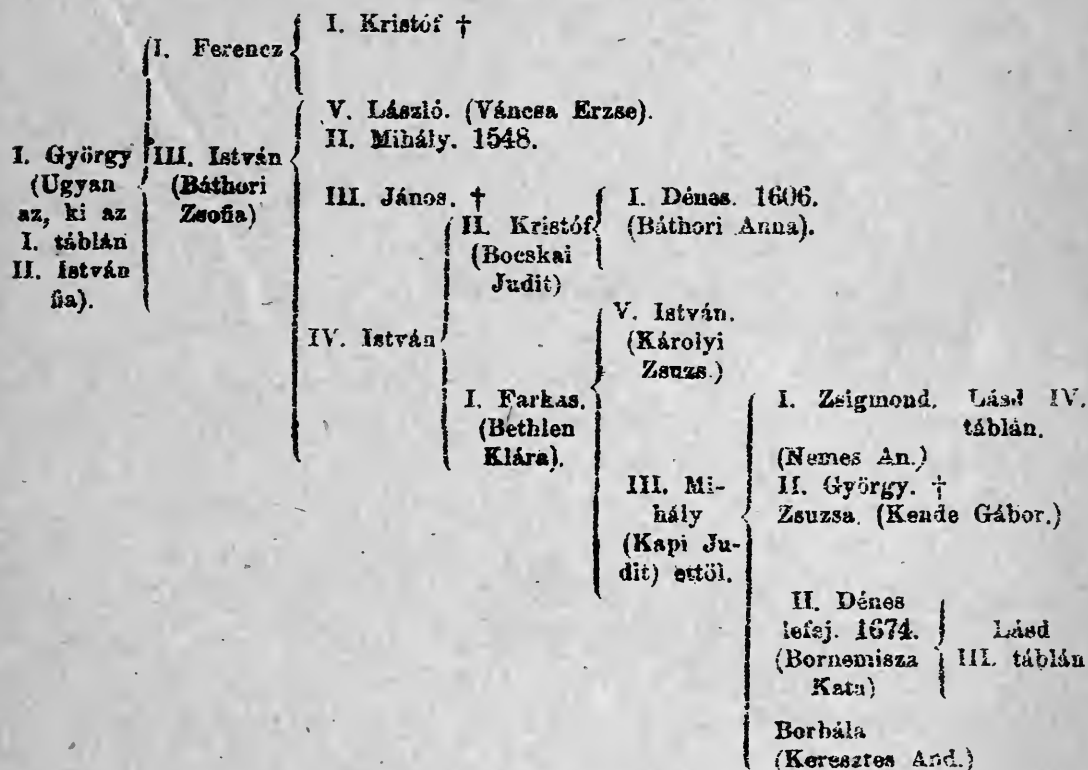 I. Kristóf †
I. Ferencz
V. László. (Váncsa Erzse).
II. Mihály. 1548.
I. György
(Ugyan
az, ki az
I. táblán
II. István
fia).
III. István
(Báthori
Zsofia)
III. János. †
II. Kristóf
(Bocskai
Judit)
I. Dénes. 1606.
(Báthori Anna).
IV. István
V. István.
(Károlyi
Zsuzs.)
I. Farkas.
(Bethlen
Klára).
I. Zsigmond. Lásd IV.
táblán.
(Nemes An.)
II. György. †
Zsuzsa. (Kende Gábor.)
III. Mi-
hály
(Kapi Ju-
dit) ettől.
II. Dénes
lefej. 1674.
(Bornemisza
Kata)
Lásd
III. táblán
Borbála
(Keresztes And.)